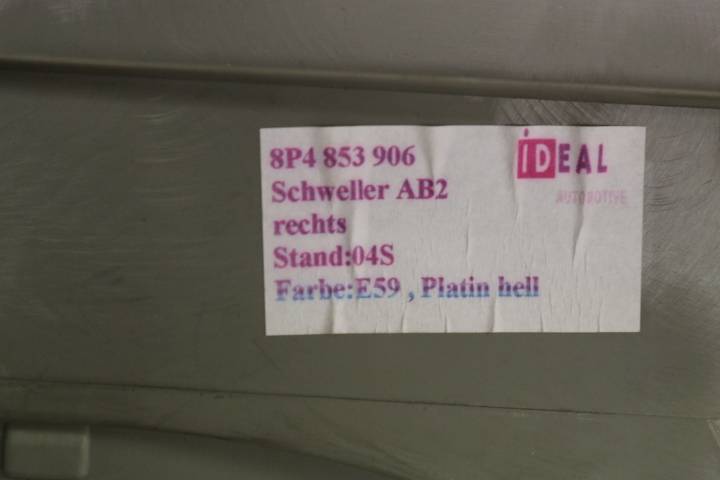 8P4 853 906
Schweller AB2
rechts
Stand:04S
Farbe:E59 , Platin hell
iDEAL
AUTOMOTIVE